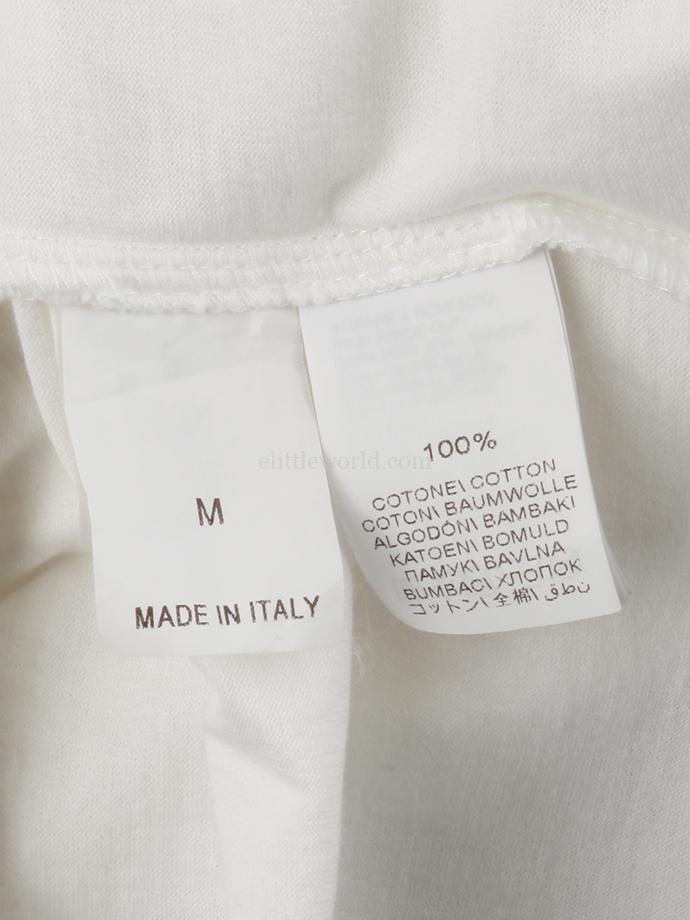 elittleworld.com
M
MADE IN ITALY
100%
COTONE\ COTTON
COTON\ BAUMWOLLE
ALGODÓN\ BAMBAKI
KATOEN\ BOMULD
ПАМУК\ BAVLNA
BUMBAC\ ХЛОПОК
コットン\ 全棉\ قطن